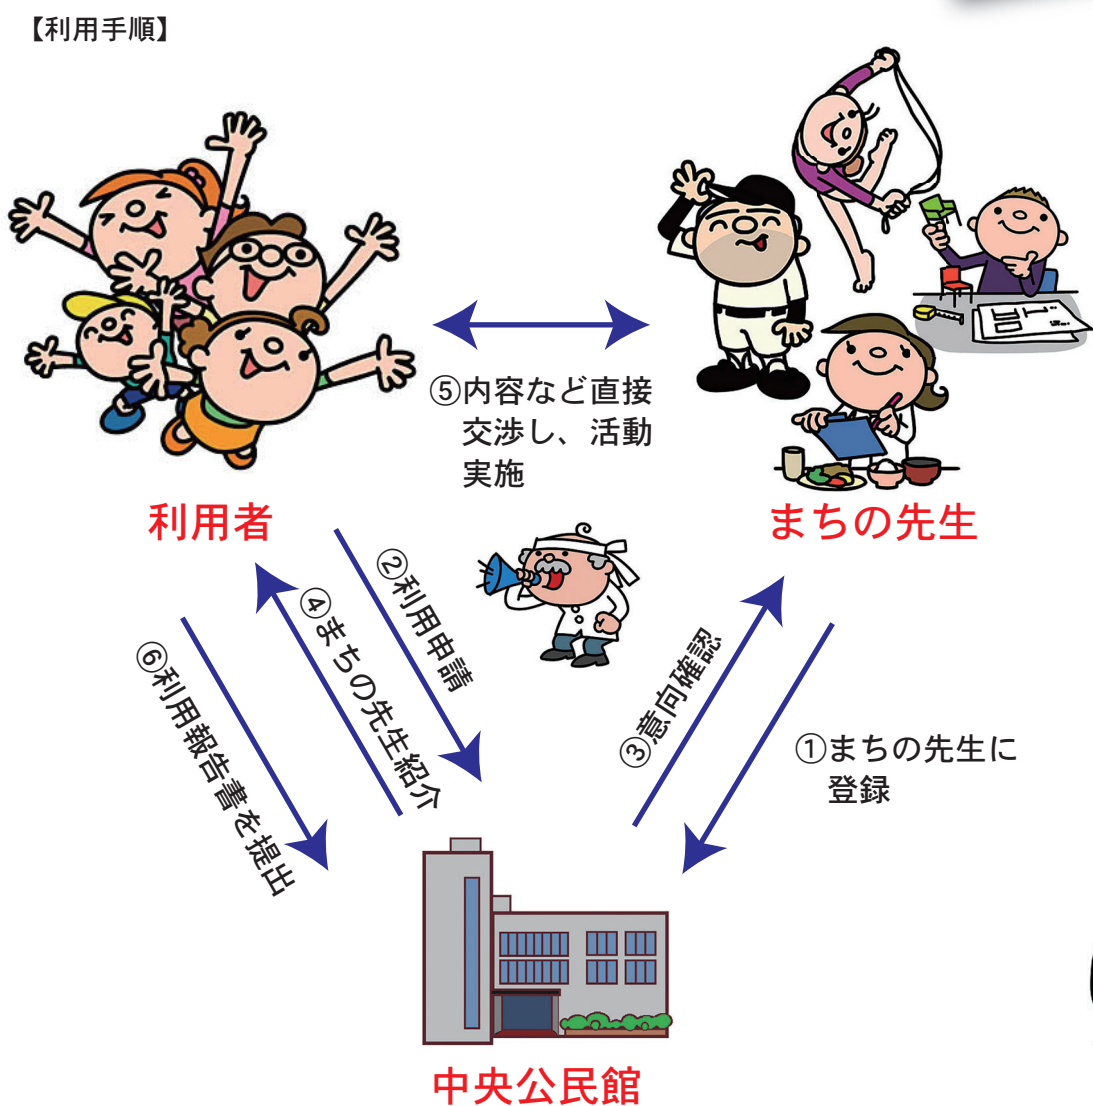 【利用手順】
⑤内容など直接
交渉し、活動
実施
利用者
まちの先生
②利用申請
④まちの先生紹介
⑥利用報告書を提出
③意向確認
①まちの先生に
登録
中央公民館